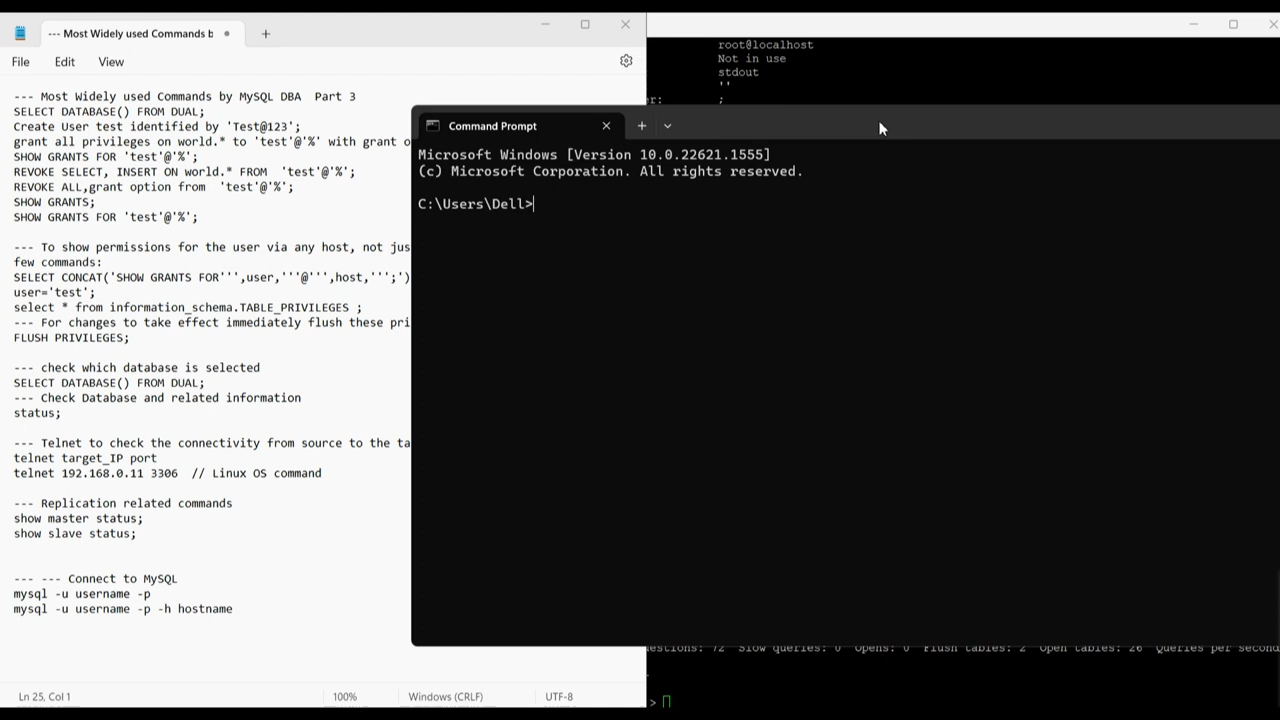 --- Most Widely used Commands b
File Edit View
--- Most Widely used Commands by MySQL DBA  Part 3
SELECT DATABASE() FROM DUAL;
Create User test identified by 'Test@123';
grant all privileges on world.* to 'test'@'%' with grant o
SHOW GRANTS FOR 'test'@'%';
REVOKE SELECT, INSERT ON world.* FROM  'test'@'%';
REVOKE ALL,grant option from  'test'@'%';
SHOW GRANTS;
SHOW GRANTS FOR 'test'@'%';
--- To show permissions for the user via any host, not jus
few commands:
SELECT CONCAT('SHOW GRANTS FOR''',user,'''@''',host,''';')
user='test';
select * from information_schema.TABLE_PRIVILEGES ;
--- For changes to take effect immediately flush these pri
FLUSH PRIVILEGES;
--- check which database is selected
SELECT DATABASE() FROM DUAL;
--- Check Database and related information
status;
--- Telnet to check the connectivity from source to the ta
telnet target_IP port
telnet 192.168.0.11 3306  // Linux OS command
--- Replication related commands
show master status;
show slave status;
--- --- Connect to MySQL
mysql -u username -p
mysql -u username -p -h hostname
Ln 25, Col 1 100% Windows (CRLF) UTF-8
root@localhost
Not in use
stdout
''
er: ;
Command Prompt
Microsoft Windows [Version 10.0.22621.1555]
(c) Microsoft Corporation. All rights reserved.
C:\Users\Dell>
estions: 72  Slow queries: 0  Opens: 0  Flush tables: 2  Open tables: 26  Queries per second
>